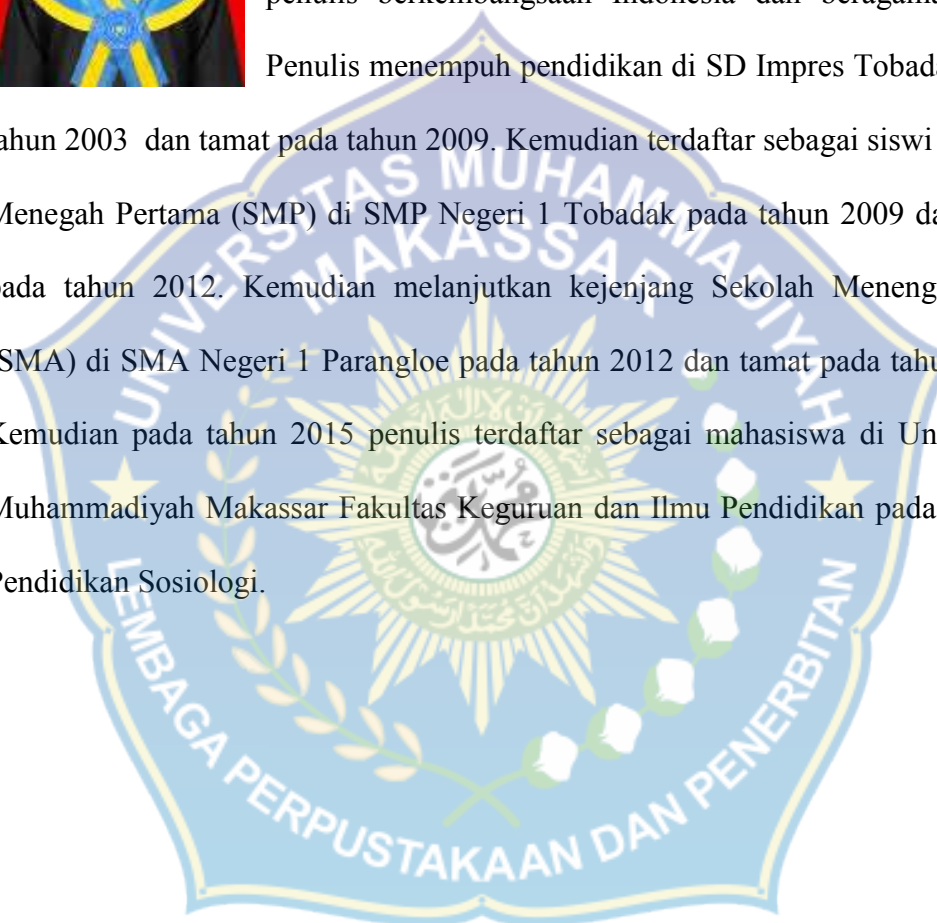 penulis berkembangsaan Indonesia dan beragama
Penulis menempuh pendidikan di SD Impres Tobada
tahun 2003 dan tamat pada tahun 2009. Kemudian terdaftar sebagai siswi
Menegah Pertama (SMP) di SMP Negeri 1 Tobadak pada tahun 2009 da
pada tahun 2012. Kemudian melanjutkan kejenjang Sekolah Meneng
(SMA) di SMA Negeri 1 Parangloe pada tahun 2012 dan tamat pada tahu
Kemudian pada tahun 2015 penulis terdaftar sebagai mahasiswa di Un
Muhammadiyah Makassar Fakultas Keguruan dan Ilmu Pendidikan pada
Pendidikan Sosiologi.
UNIVERSITAS MUHAMMADIYAH
MAKASSAR
LEMBAGA PERPUSTAKAAN DAN PENERBITAN